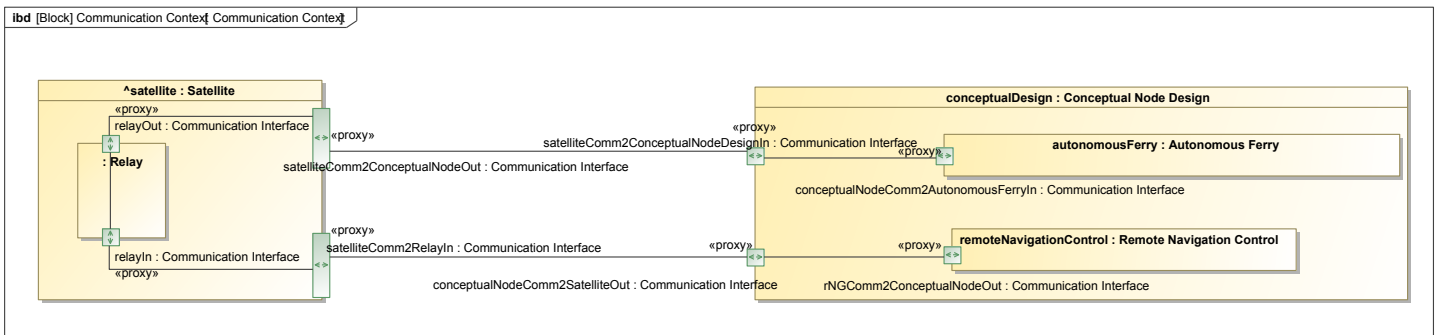 ibd [Block] Communication Context[ Communication Context]
^satellite : Satellite
«proxy»
relayOut : Communication Interface
: Relay
relayIn : Communication Interface
«proxy»
«proxy»
satelliteComm2ConceptualNodeOut : Communication Interface
«proxy»
satelliteComm2RelayIn : Communication Interface
conceptualDesign : Conceptual Node Design
«proxy»
satelliteComm2ConceptualNodeDesignIn : Communication Interface
«proxy»
autonomousFerry : Autonomous Ferry
conceptualNodeComm2AutonomousFerryIn : Communication Interface
«proxy»
conceptualNodeComm2SatelliteOut : Communication Interface
«proxy»
remoteNavigationControl : Remote Navigation Control
rNGComm2ConceptualNodeOut : Communication Interface